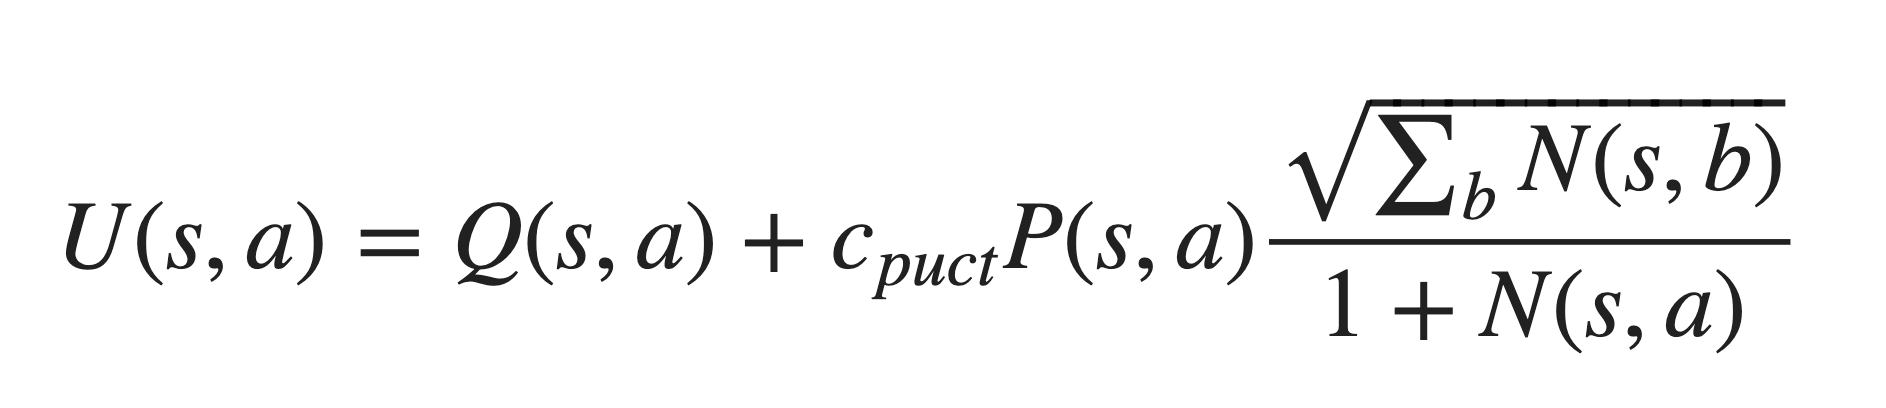 U(s, a) = Q(s, a) + c_{puct} P(s, a) \frac{\sqrt{\sum_b N(s, b)}}{1 + N(s, a)}